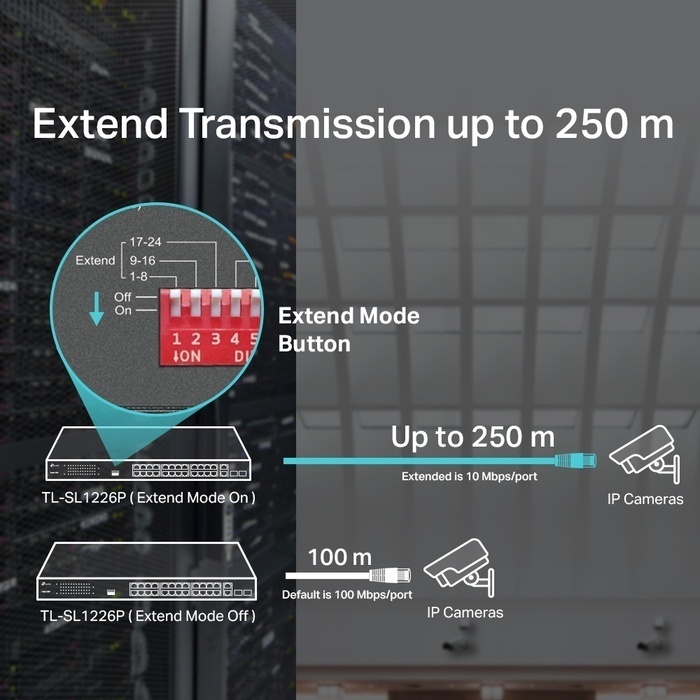 Extend Transmission up to 250 m
17-24
Extend 9-16
1-8
Off
On
1 2 3 4 5
↓ON DI
Extend Mode
Button
Up to 250 m
Extended is 10 Mbps/port
TL-SL1226P ( Extend Mode On )
IP Cameras
100 m
Default is 100 Mbps/port
TL-SL1226P ( Extend Mode Off )
IP Cameras